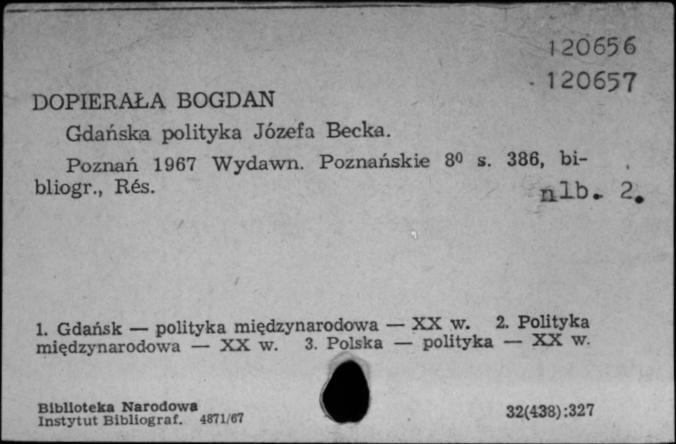 120656
120657
DOPIERAŁA BOGDAN
Gdańska polityka Józefa Becka.
Poznań 1967 Wydawn. Poznańskie 8⁰ s. 386, bi-
bliogr., Rés.
nlb. 2.
1. Gdańsk — polityka międzynarodowa — XX w. 2. Polityka
międzynarodowa — XX w. 3. Polska — polityka — XX w.
Biblioteka Narodowa
Instytut Bibliograf. 4871/67
32(438):327